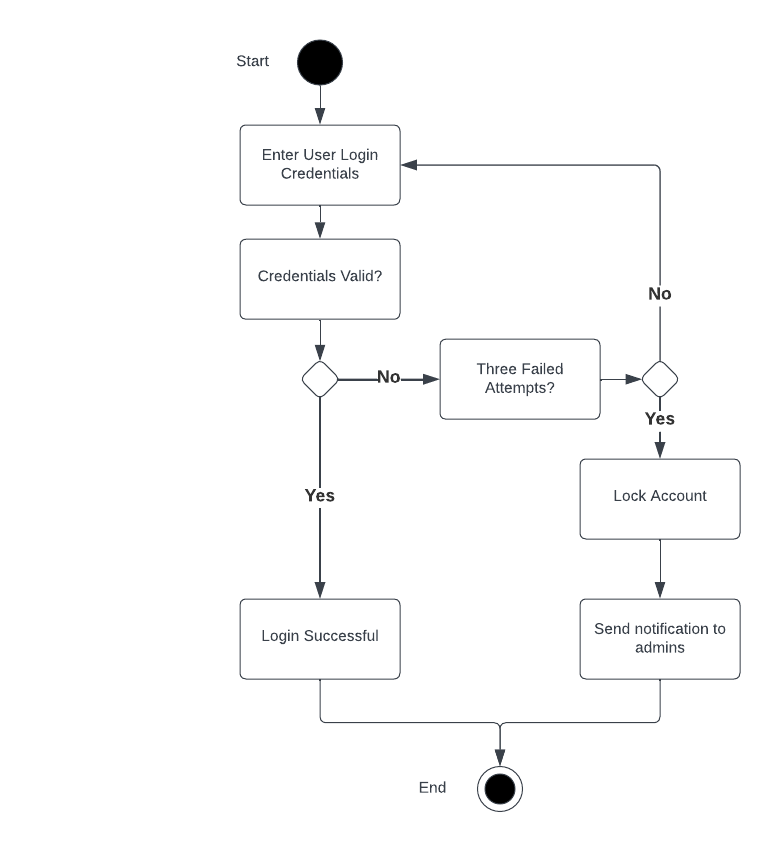 Start
Enter User Login
Credentials
Credentials Valid?
No
No
Three Failed
Attempts?
Yes
Yes
Lock Account
Login Successful
Send notification to
admins
End